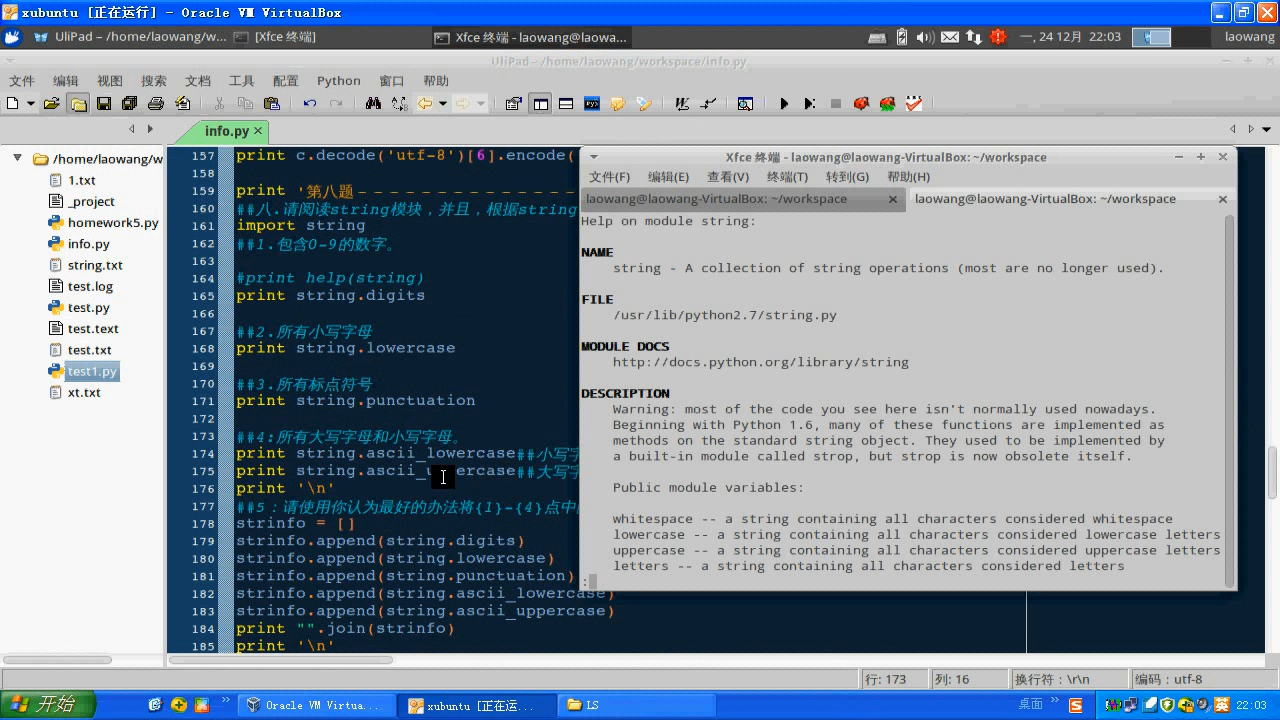 xubuntu [正在运行] - Oracle VM VirtualBox
UliPad – /home/laowang/w... [Xfce 终端] Xfce 终端 - laowang@laowa... 一, 24 12月 22:03 laowang
UliPad – /home/laowang/workspace/info.py
文件 编辑 视图 搜索 文档 工具 配置 Python 窗口 帮助
info.py
/home/laowang/w
1.txt
_project
homework5.py
info.py
string.txt
test.log
test.py
test.text
test.txt
test1.py
xt.txt
157 print c.decode('utf-8')[6].encode(
158
159 print '第八题---------------
160 ##八.请阅读string模块，并且，根据string
161 import string
162 ##1.包含0-9的数字。
163
164 #print help(string)
165 print string.digits
166
167 ##2.所有小写字母
168 print string.lowercase
169
170 ##3.所有标点符号
171 print string.punctuation
172
173 ##4:所有大写字母和小写字母。
174 print string.ascii_lowercase##小写字
175 print string.ascii_uppercase##大写字
176 print '\n'
177 ##5：请使用你认为最好的办法将{1}-{4}点中
178 strinfo = []
179 strinfo.append(string.digits)
180 strinfo.append(string.lowercase)
181 strinfo.append(string.punctuation)
182 strinfo.append(string.ascii_lowercase)
183 strinfo.append(string.ascii_uppercase)
184 print "".join(strinfo)
185 print '\n'
Xfce 终端 - laowang@laowang-VirtualBox: ~/workspace
文件(F) 编辑(E) 查看(V) 终端(T) 转到(G) 帮助(H)
laowang@laowang-VirtualBox: ~/workspace laowang@laowang-VirtualBox: ~/workspace
Help on module string:
NAME
string - A collection of string operations (most are no longer used).
FILE
/usr/lib/python2.7/string.py
MODULE DOCS
http://docs.python.org/library/string
DESCRIPTION
Warning: most of the code you see here isn't normally used nowadays.
Beginning with Python 1.6, many of these functions are implemented as
methods on the standard string object. They used to be implemented by
a built-in module called strop, but strop is now obsolete itself.
Public module variables:
whitespace -- a string containing all characters considered whitespace
lowercase -- a string containing all characters considered lowercase letters
uppercase -- a string containing all characters considered uppercase letters
letters -- a string containing all characters considered letters
:
行: 173 列: 16 换行符：\r\n 编码：utf-8
开始 Oracle VM Virtua... xubuntu [正在运... LS 桌面 22:03